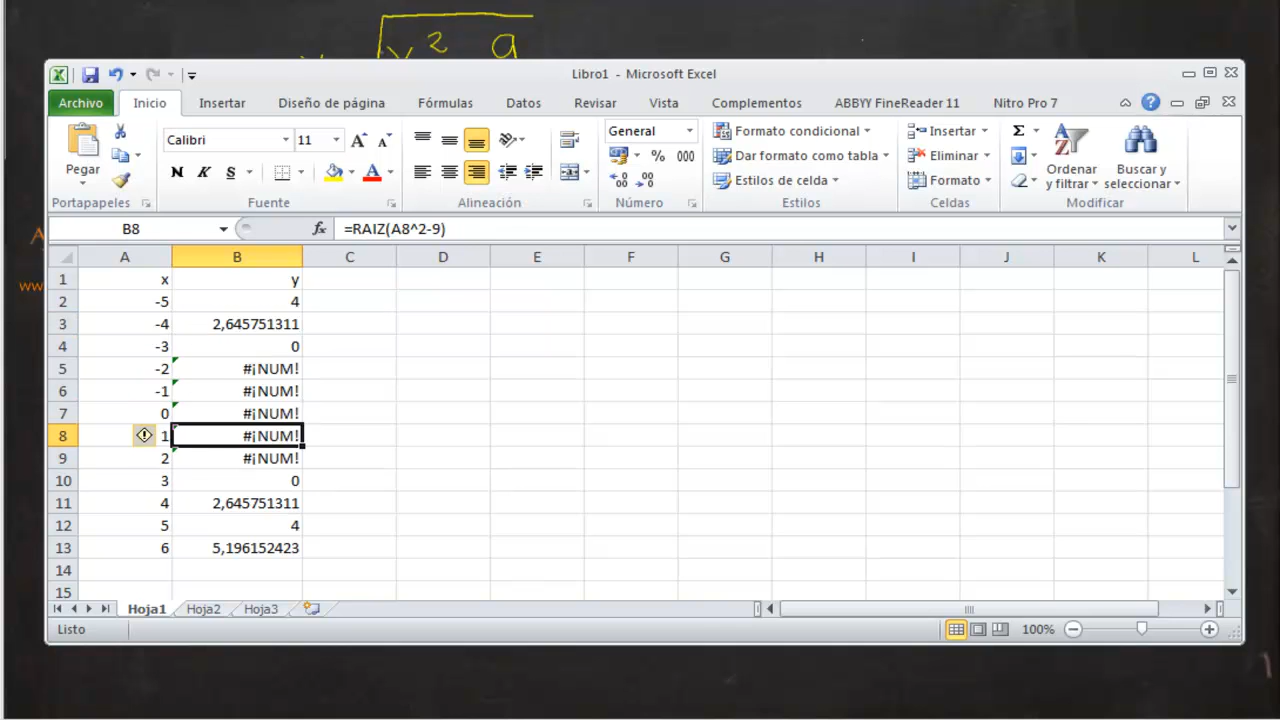 Libro1 - Microsoft Excel
Archivo Inicio Insertar Diseño de página Fórmulas Datos Revisar Vista Complementos ABBYY FineReader 11 Nitro Pro 7
Pegar
Calibri 11
N K S
General
% 000
Formato condicional
Dar formato como tabla
Estilos de celda
Insertar
Eliminar
Formato
Σ
Ordenar y filtrar
Buscar y seleccionar
Portapapeles Fuente Alineación Número Estilos Celdas Modificar
B8 fx =RAIZ(A8^2-9)
A B C D E F G H I J K L
1 x y
2 -5 4
3 -4 2,645751311
4 -3 0
5 -2 #¡NUM!
6 -1 #¡NUM!
7 0 #¡NUM!
8 1 #¡NUM!
9 2 #¡NUM!
10 3 0
11 4 2,645751311
12 5 4
13 6 5,196152423
14
15
Hoja1 Hoja2 Hoja3
Listo 100%